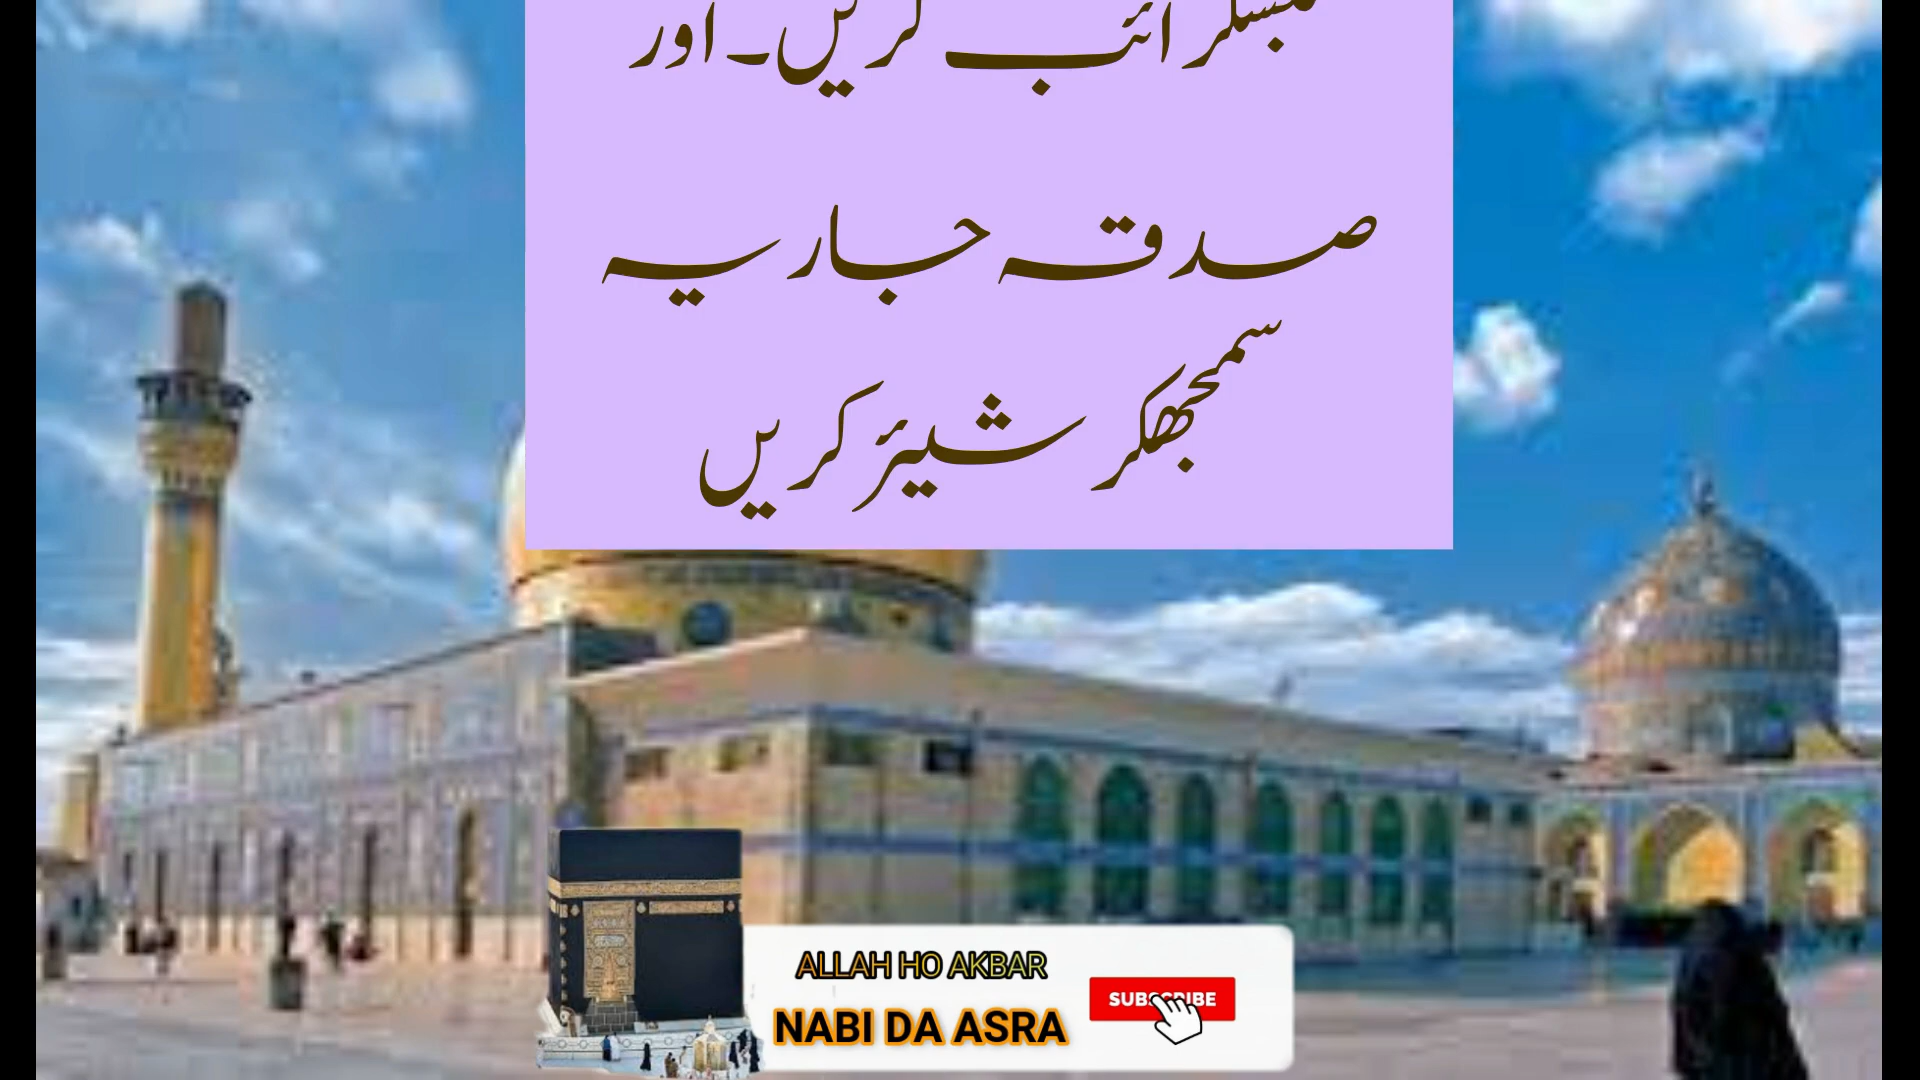 سبسکرائب کریں۔ اور
صدقہ جاریہ
سمجھکر شیئر کریں
ALLAH HO AKBAR
NABI DA ASRA
SUBSCRIBE